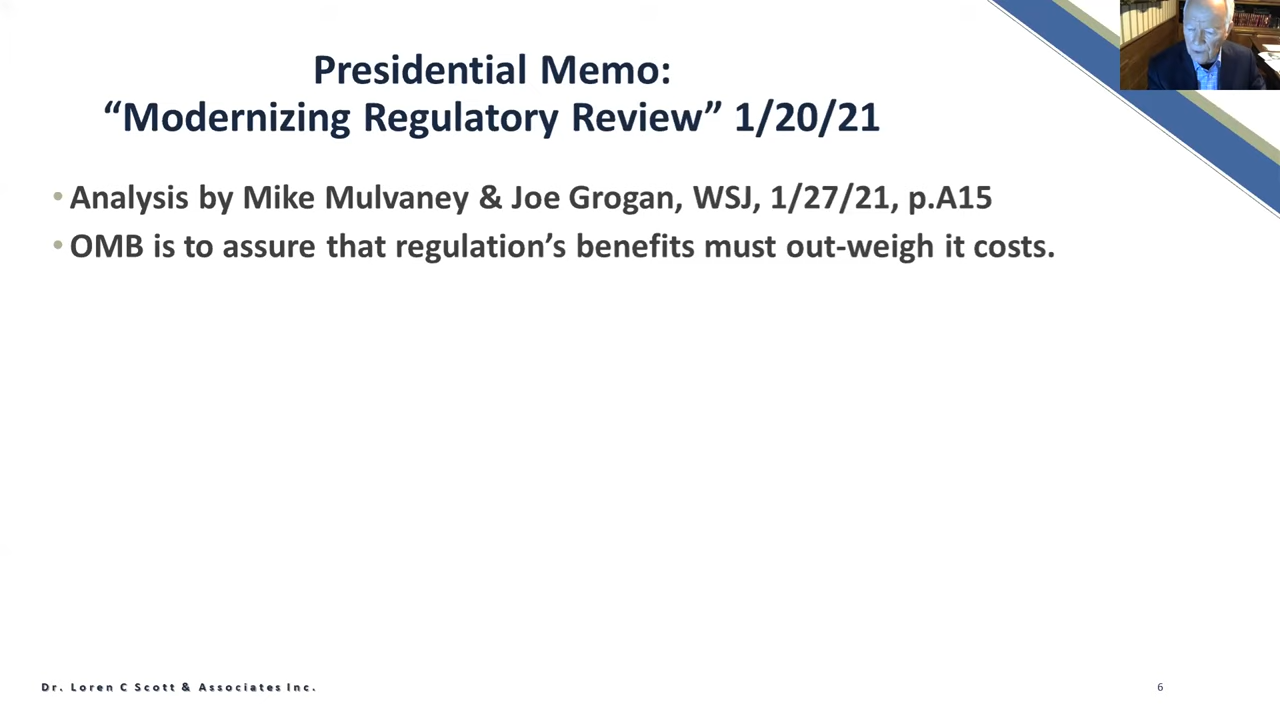 Presidential Memo:
“Modernizing Regulatory Review” 1/20/21
• Analysis by Mike Mulvaney & Joe Grogan, WSJ, 1/27/21, p.A15
• OMB is to assure that regulation’s benefits must out-weigh it costs.
Dr. Loren C Scott & Associates Inc.
6